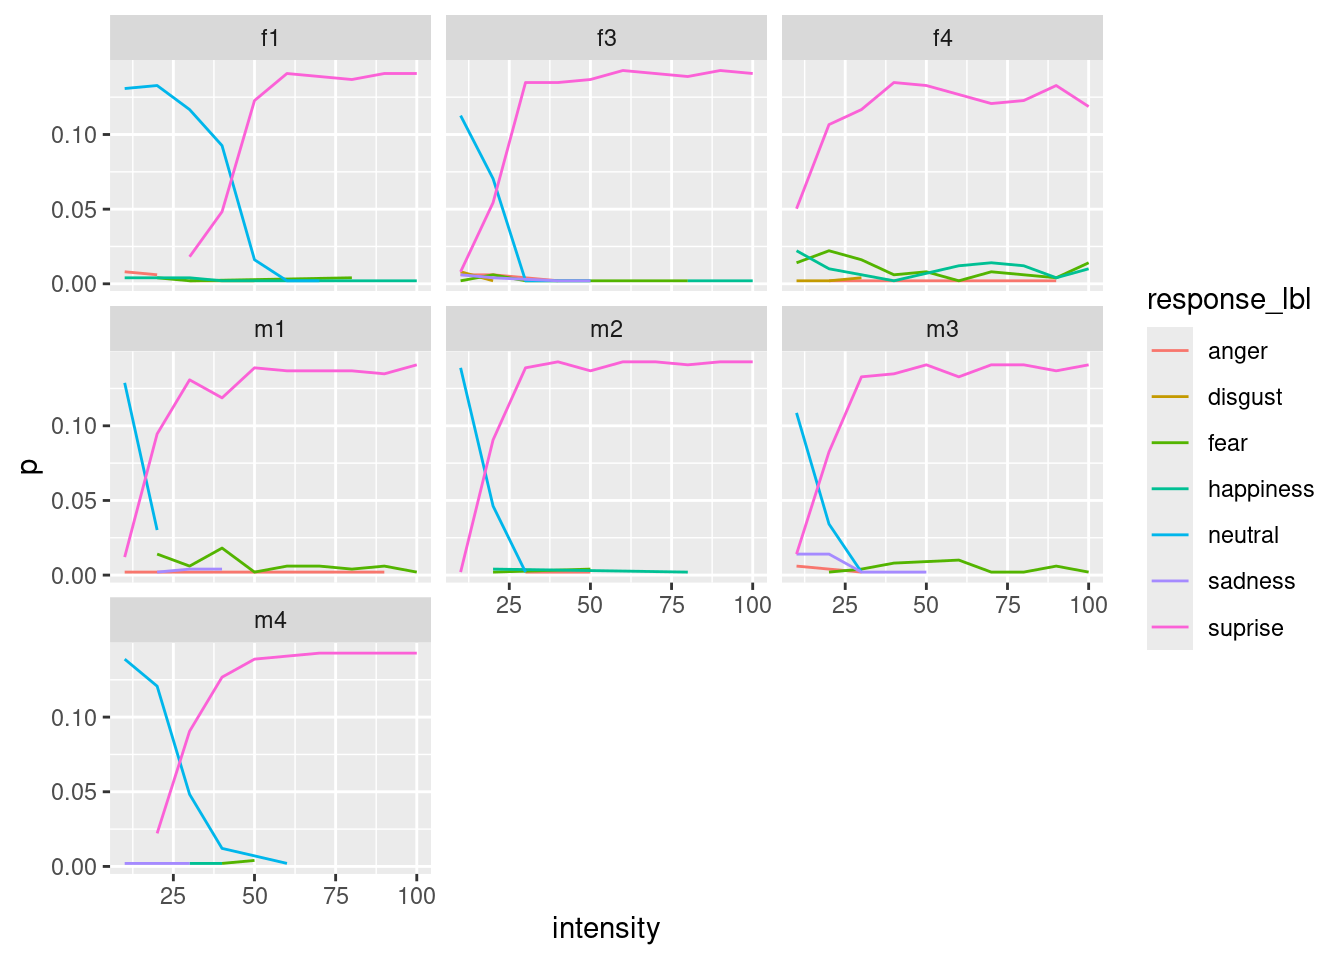 f1 f3 f4
0.10
0.05
0.00
m1 m2 m3
0.10
0.05
0.00
25 50 75 100 25 50 75 100
m4
0.10
0.05
0.00
25 50 75 100
intensity
p
response_lbl
anger
disgust
fear
happiness
neutral
sadness
suprise